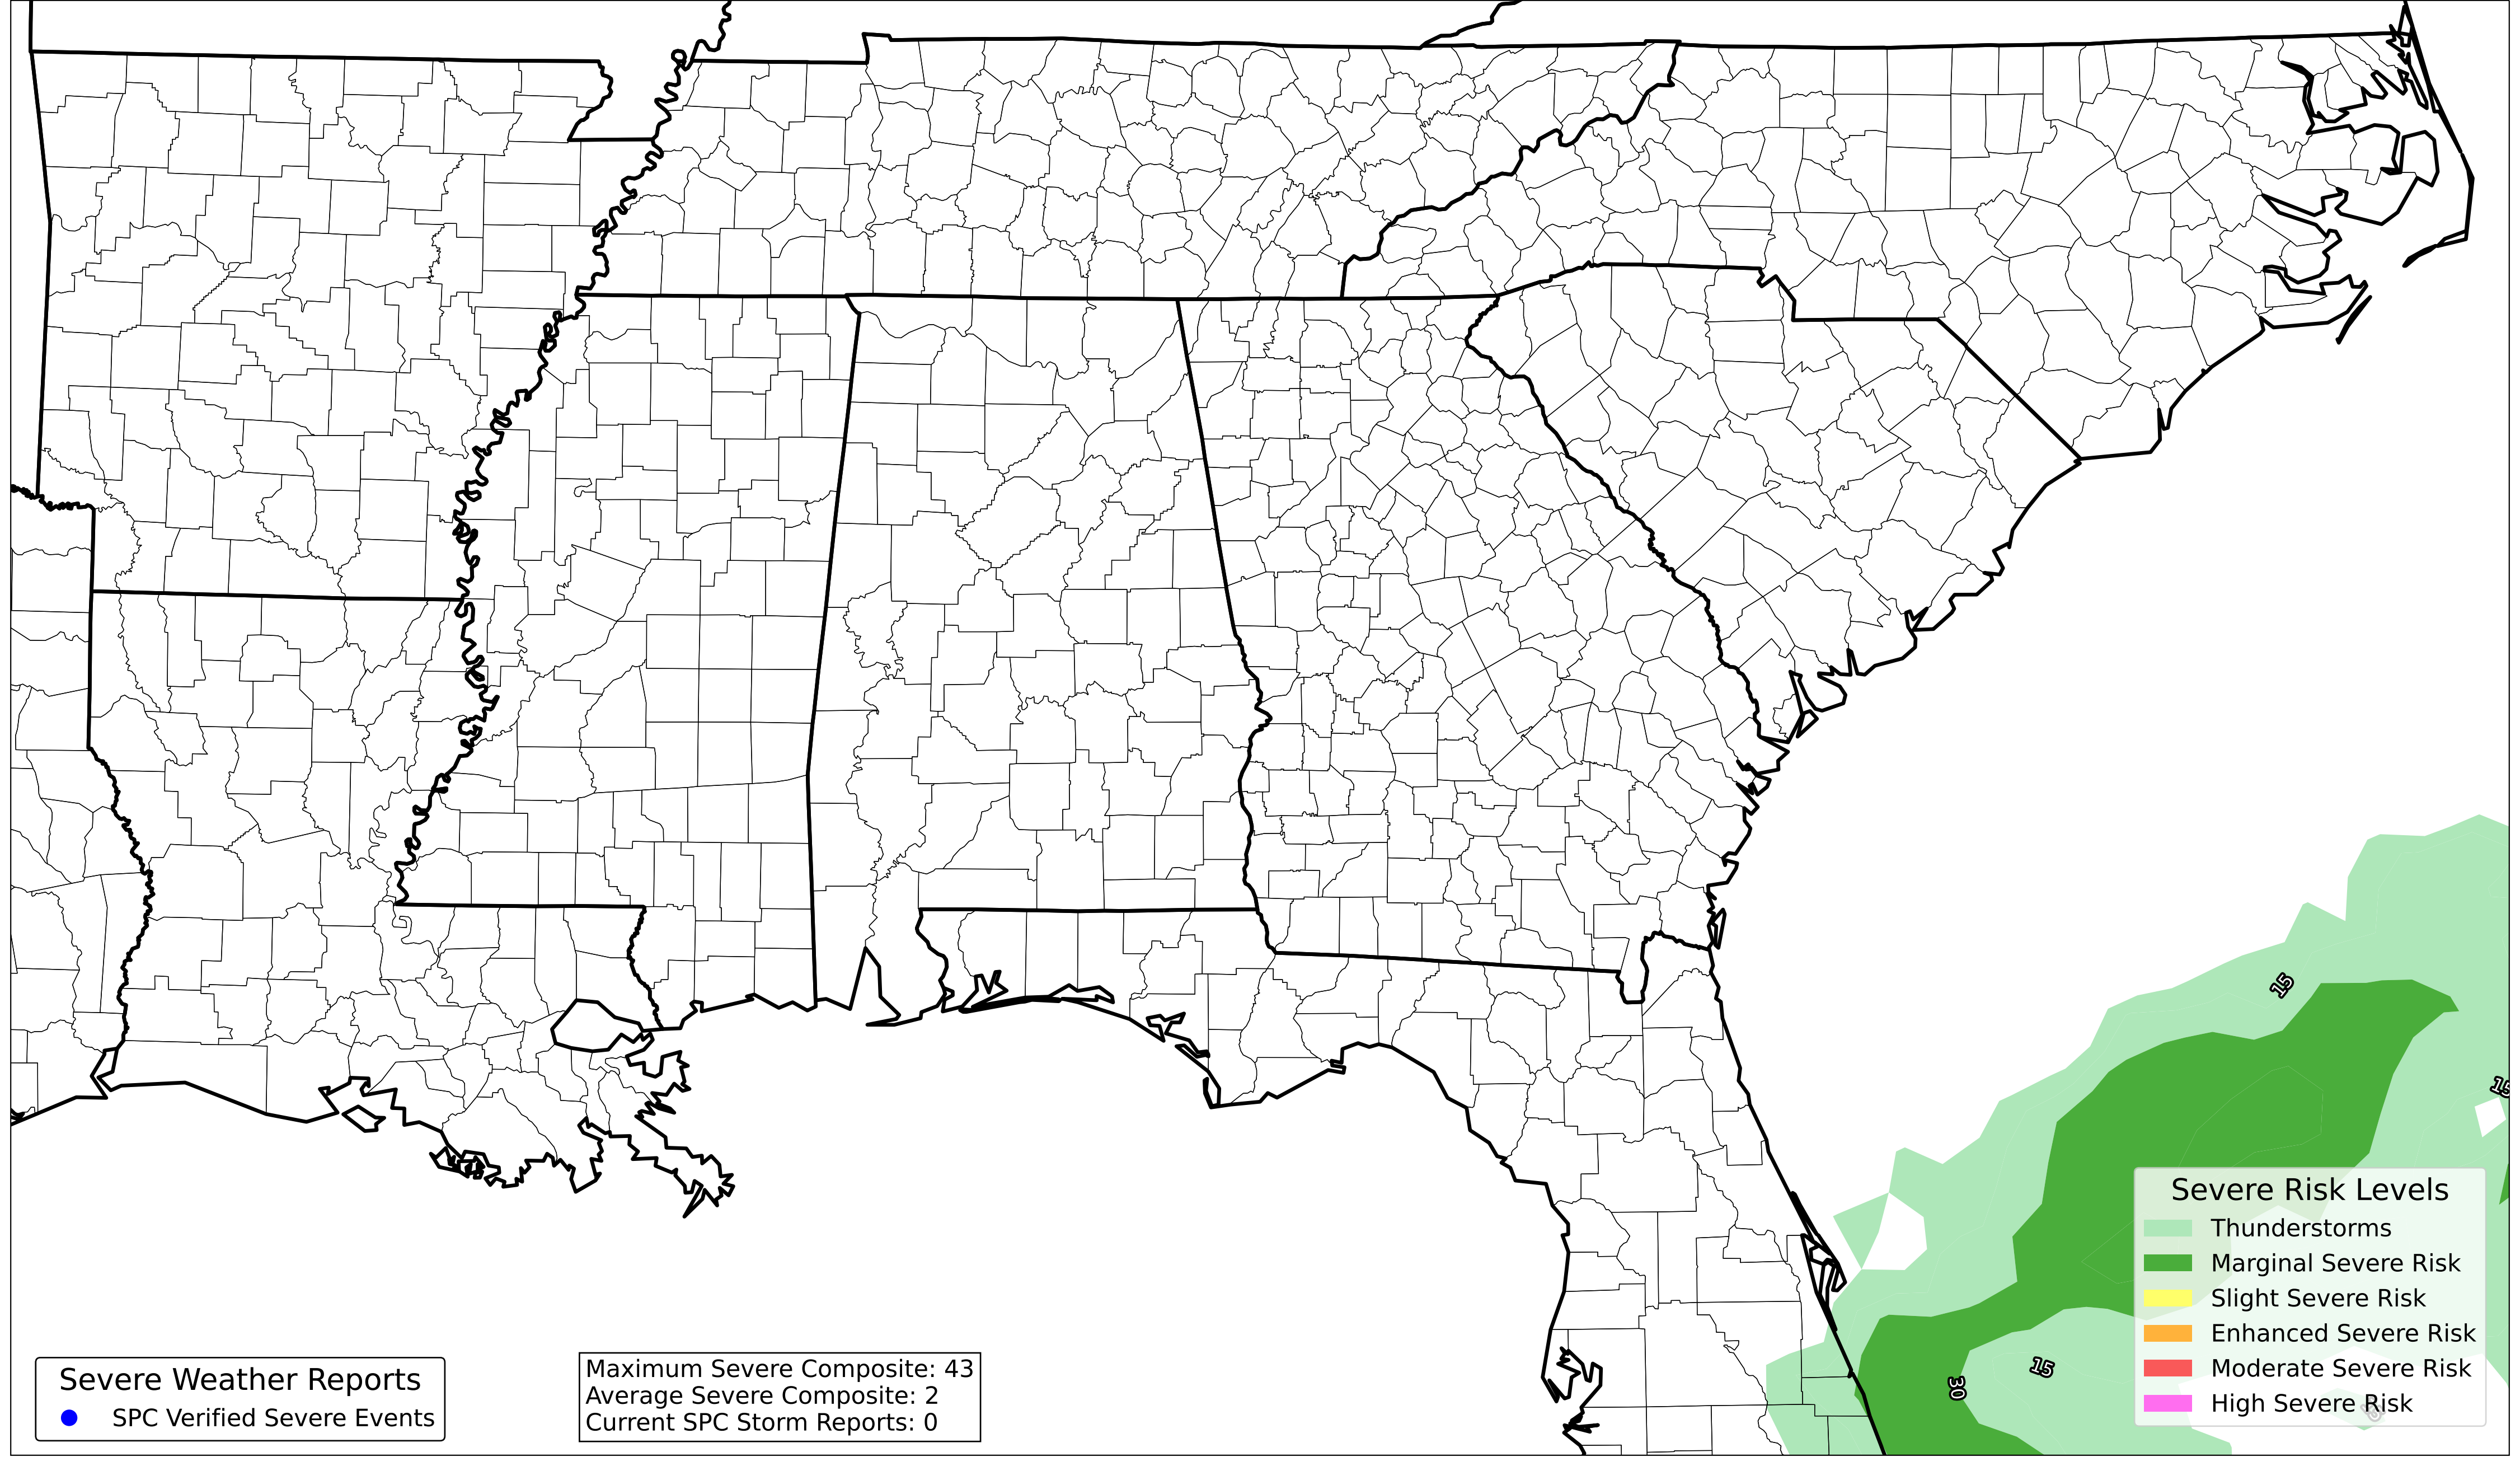 15
15
Severe Risk Levels
Thunderstorms
Marginal Severe Risk
Slight Severe Risk
Enhanced Severe Risk
Moderate Severe Risk
High Severe Risk
15
30
Maximum Severe Composite: 43
Average Severe Composite: 2
Current SPC Storm Reports: 0
Severe Weather Reports
SPC Verified Severe Events